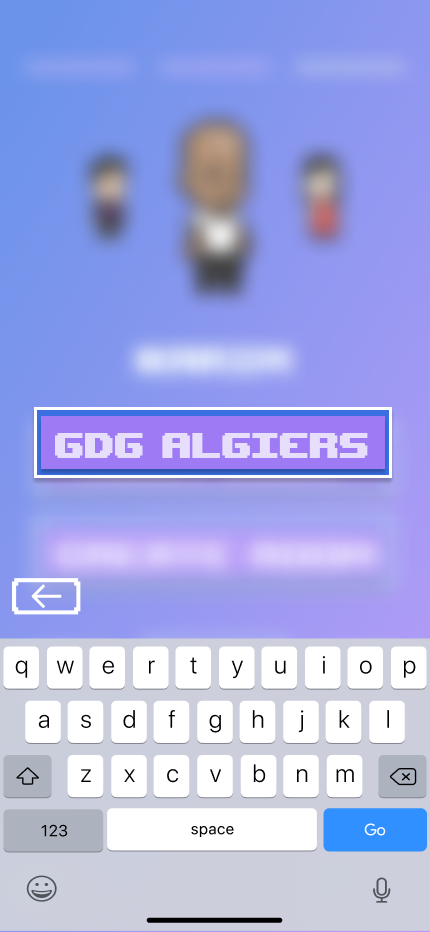 GDG ALGIERS
q w e r t y u i o p
a s d f g h j k l
z x c v b n m
123 space Go